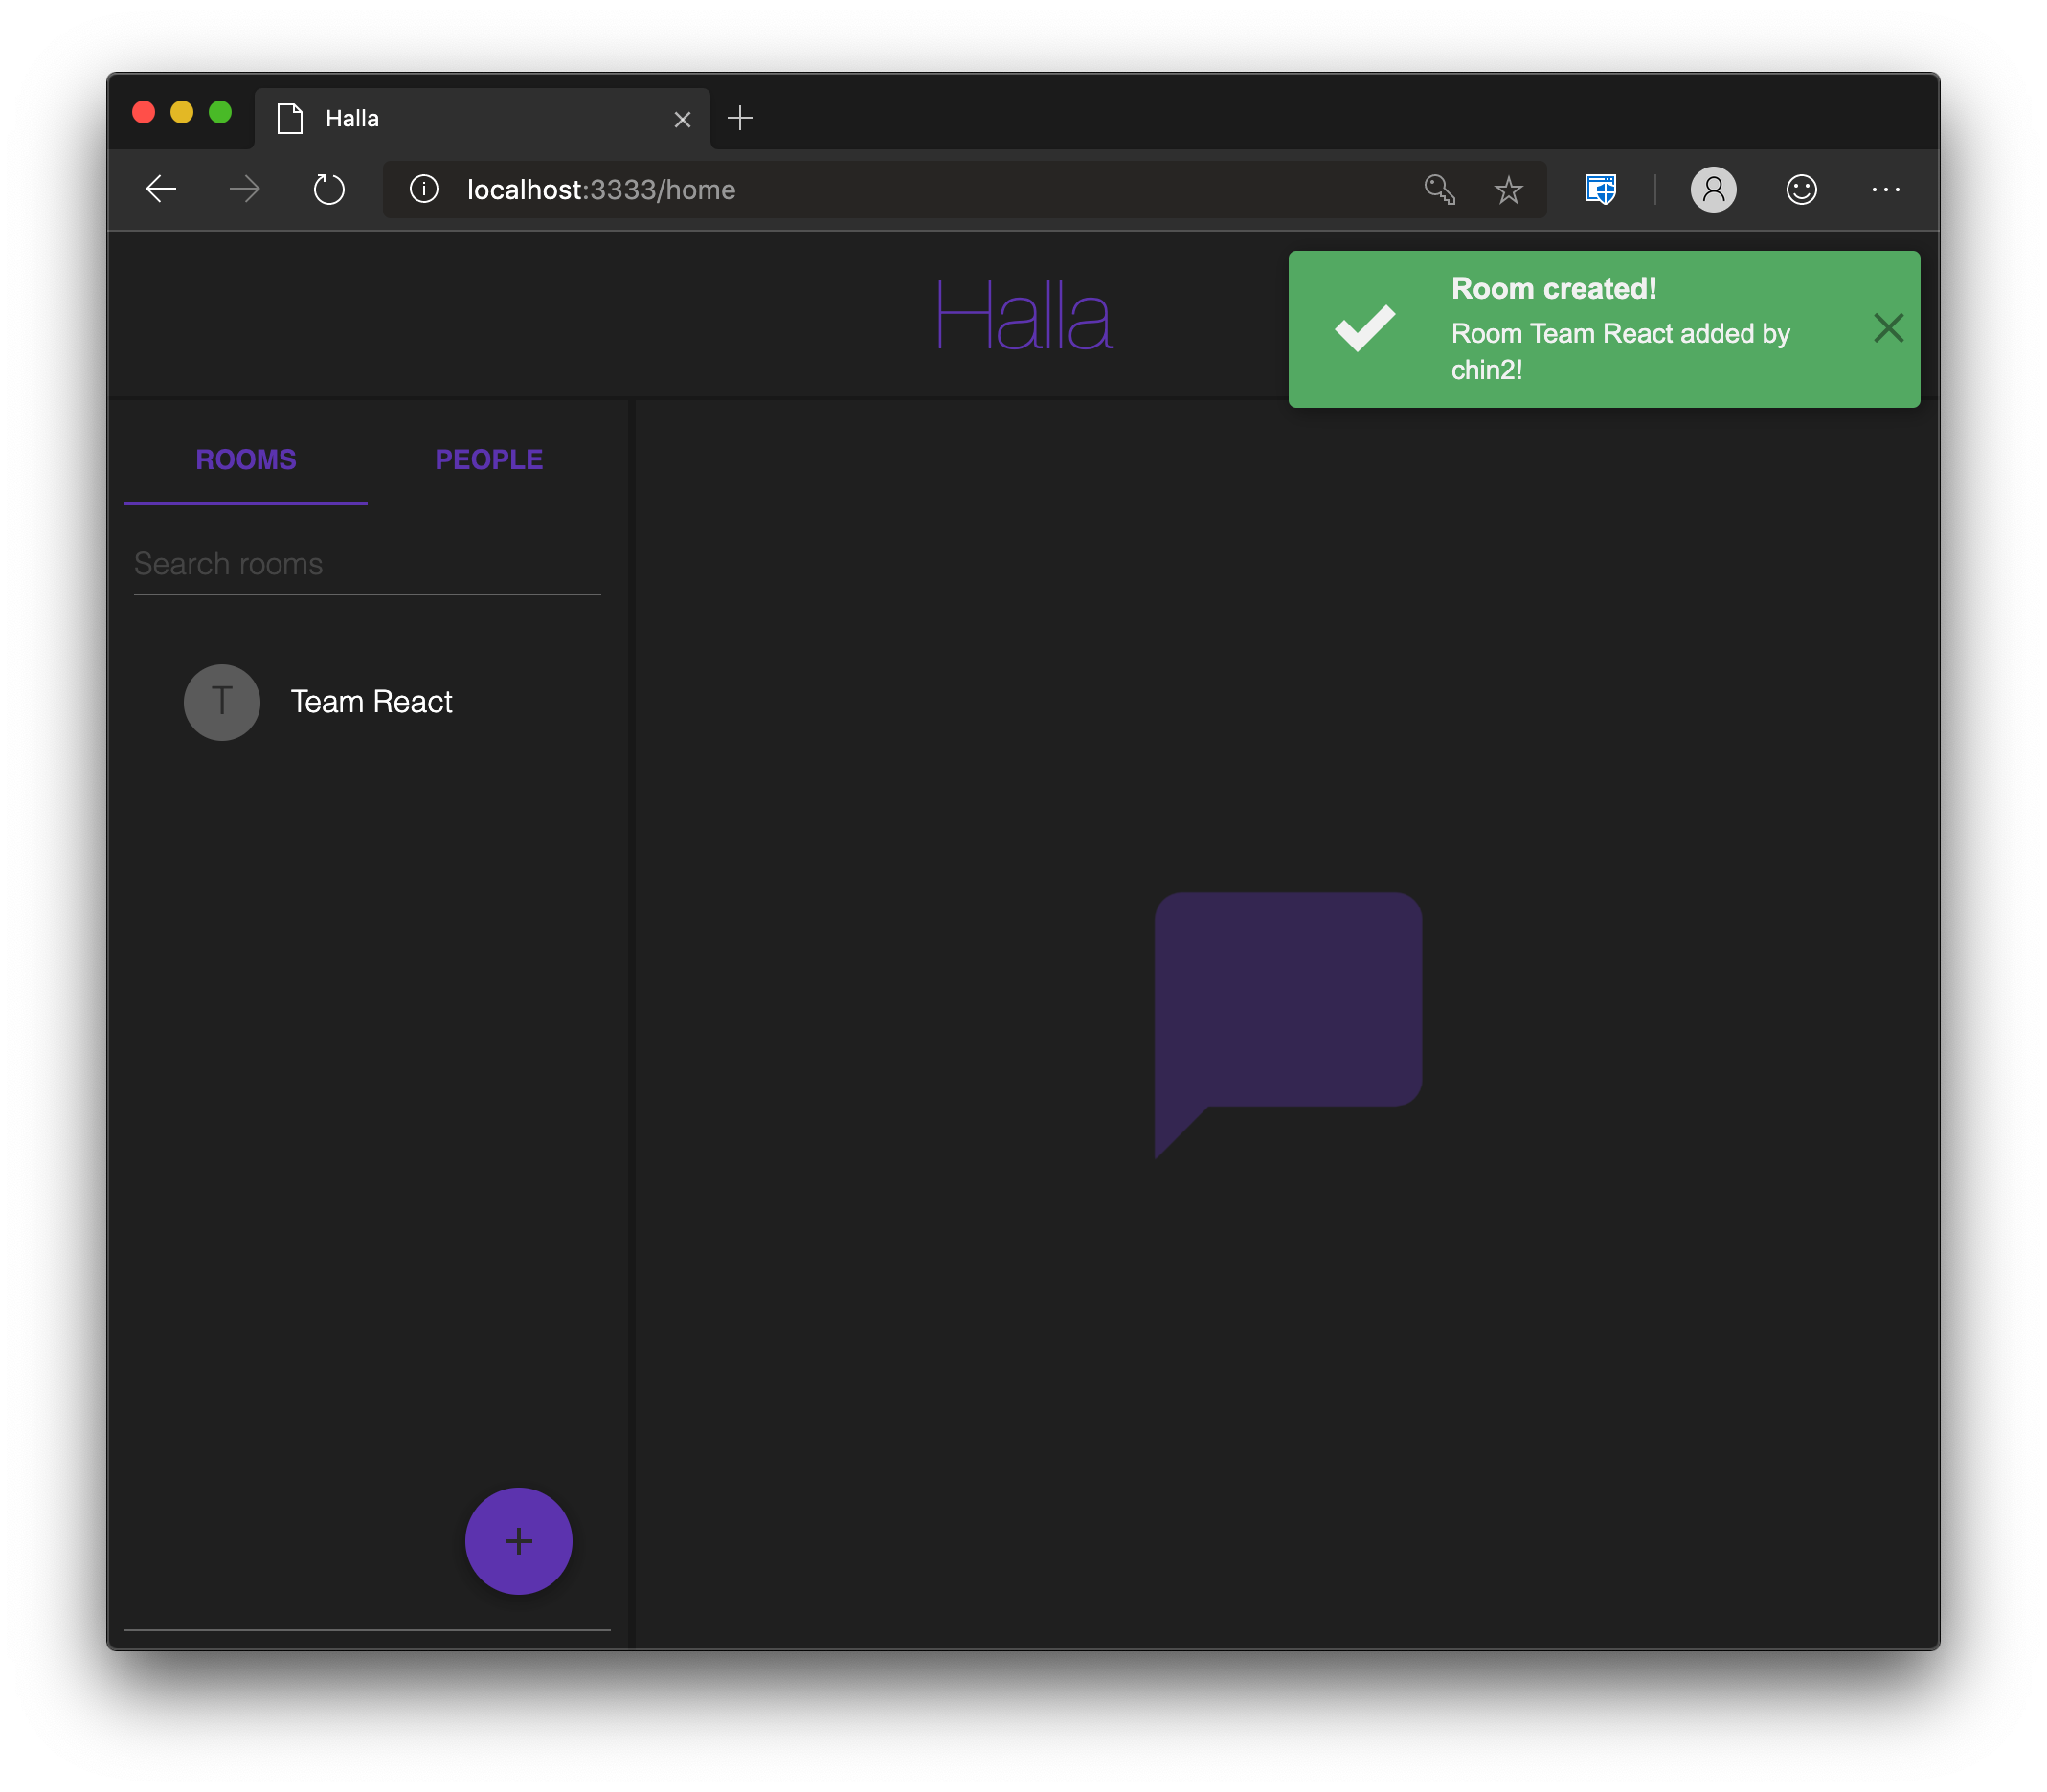 Halla
localhost:3333/home
Halla
Room created!
Room Team React added by
chin2!
ROOMS PEOPLE
Search rooms
T Team React